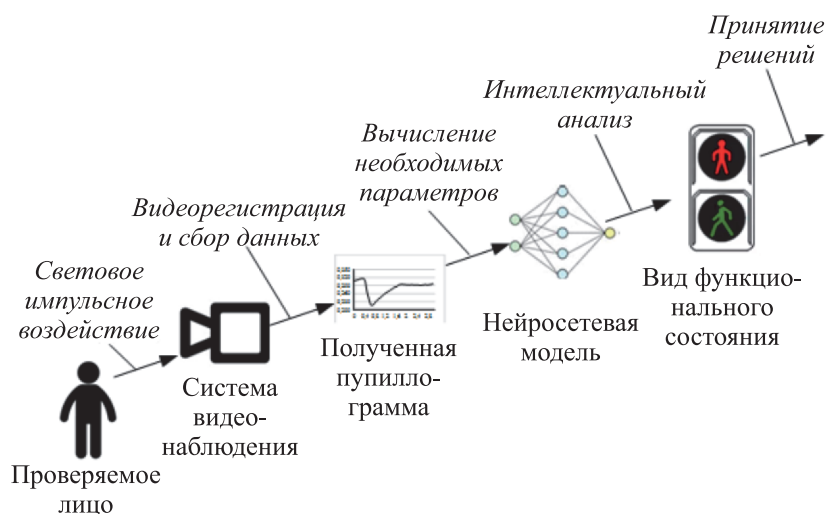 Принятие
решений
Интеллектуальный
анализ
Вычисление
необходимых
параметров
Видеорегистрация
и сбор данных
Световое
импульсное
воздействие
Вид функцио-
нального
состояния
Нейросетевая
модель
Полученная
пупилло-
грамма
Система
видео-
наблюдения
Проверяемое
лицо